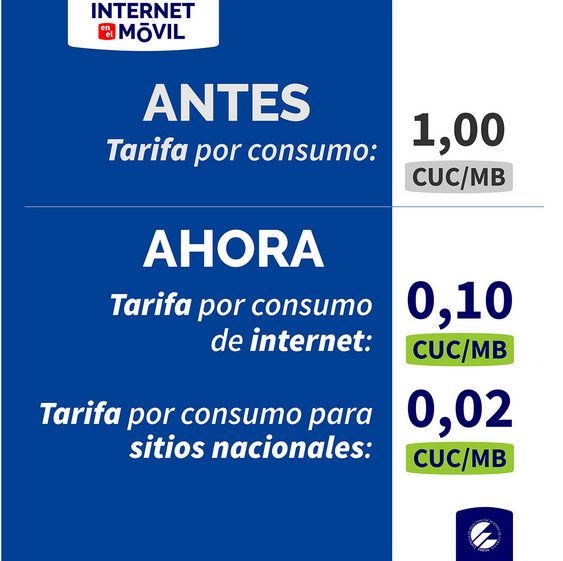 INTERNET
en el MÓVIL
ANTES
Tarifa por consumo:
1,00
CUC/MB
AHORA
Tarifa por consumo
de internet:
0,10
CUC/MB
Tarifa por consumo para
sitios nacionales:
0,02
CUC/MB